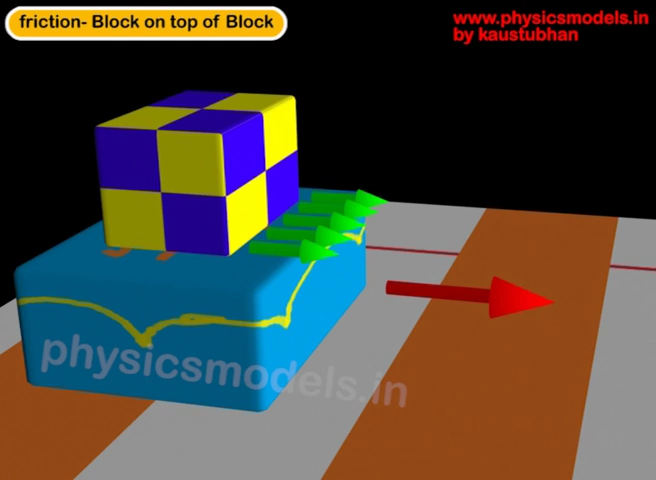 friction- Block on top of Block
www.physicsmodels.in
by kaustubhan
physicsmodels.in